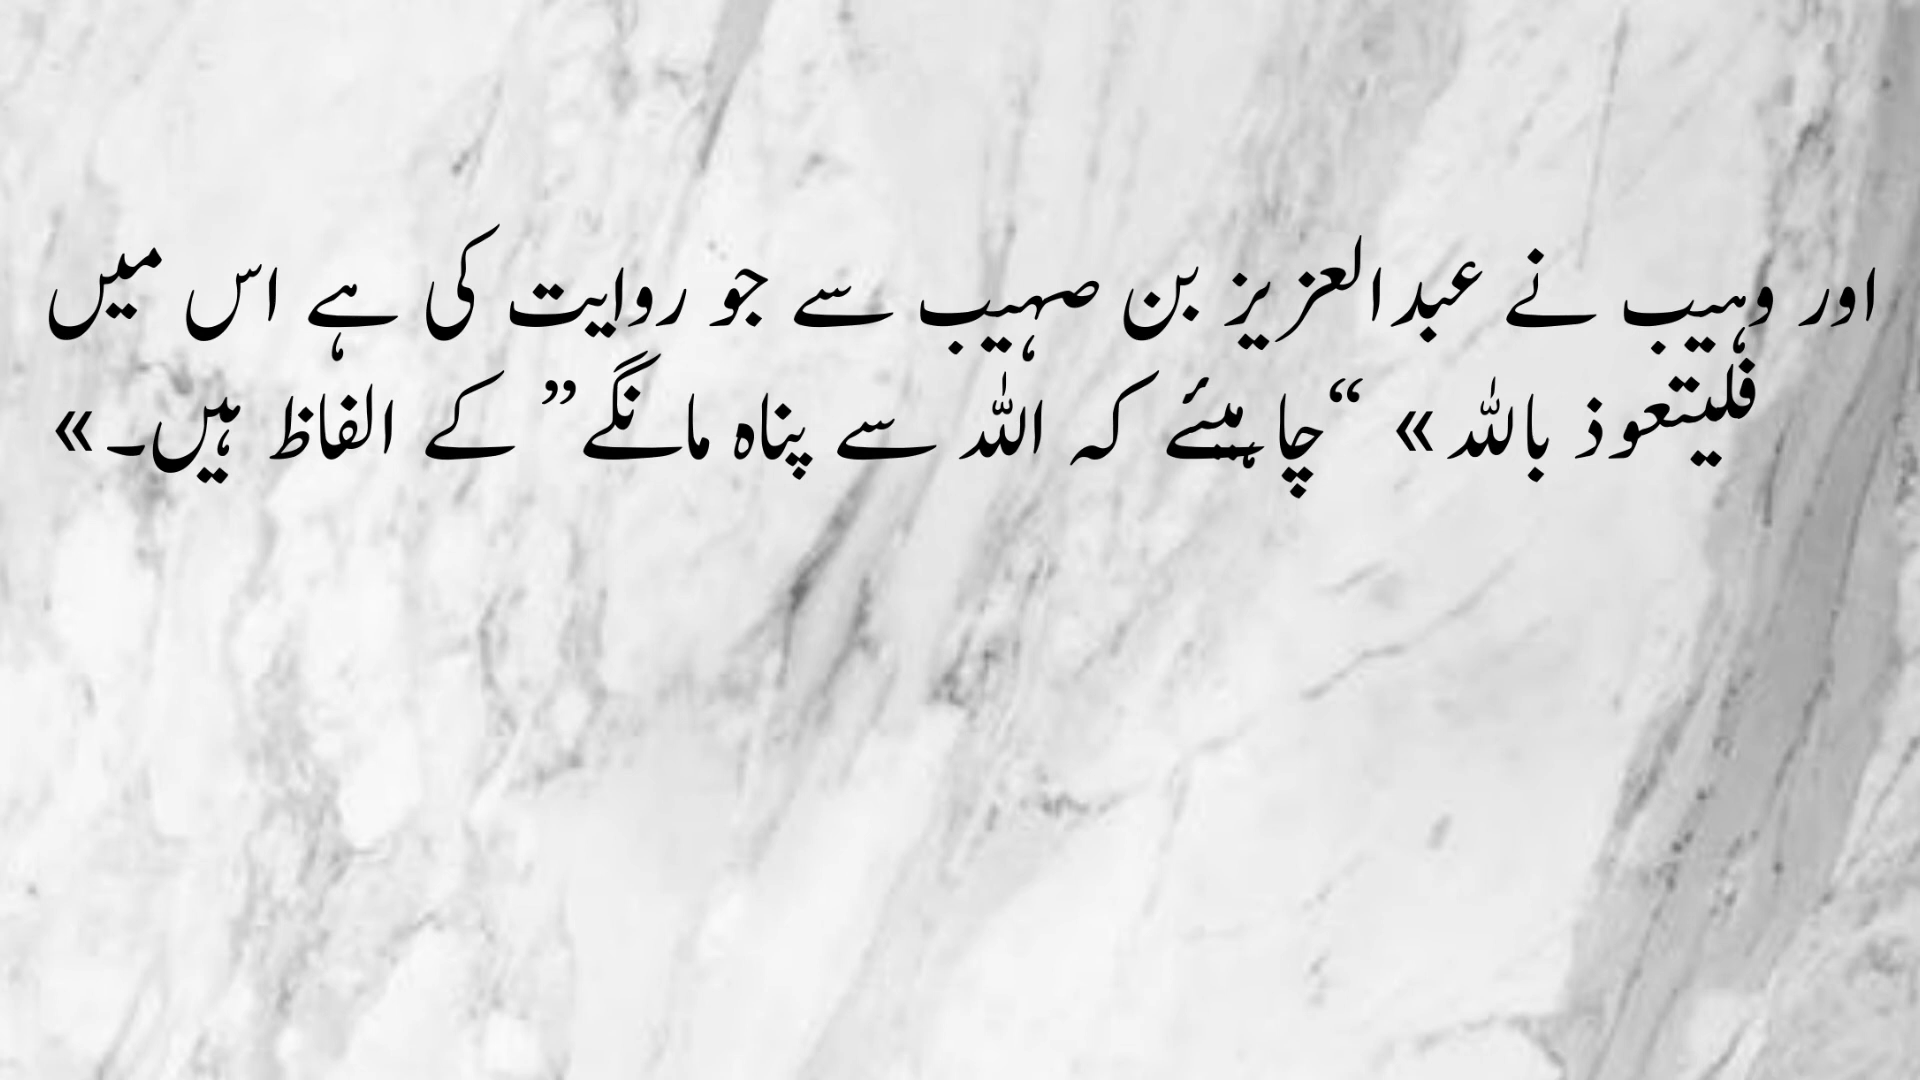 اور وہیب نے عبدالعزیز بن صہیب سے جو روایت کی ہے اس میں
فلیتعوذ باللہ» “چاہیئے کہ اللہ سے پناہ مانگے” کے الفاظ ہیں۔»